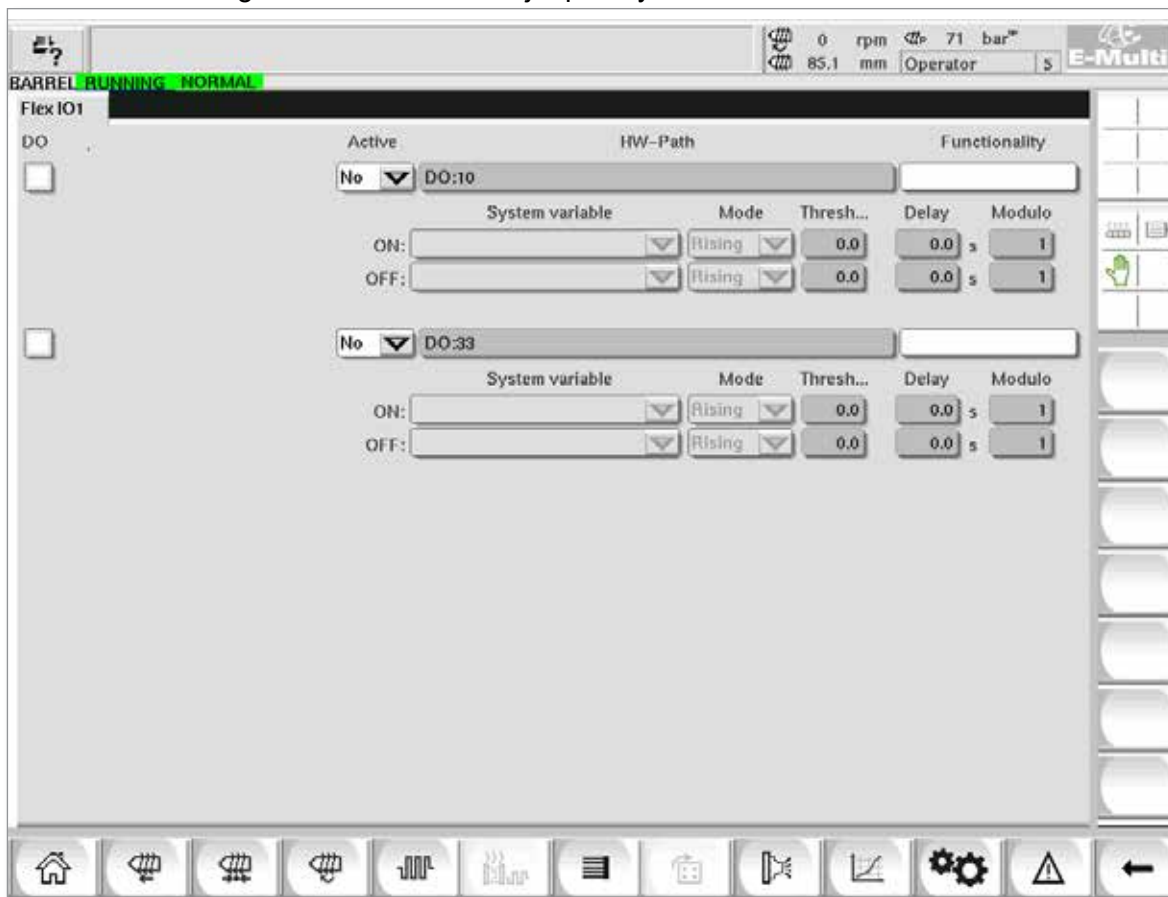 0 rpm 71 bar
85.1 mm Operator S E-Multi
BARREL RUNNING NORMAL
Flex IO1
DO Active HW-Path Functionality
No DO:10
System variable Mode Thresh... Delay Modulo
ON: Rising 0.0 0.0 s 1
OFF: Rising 0.0 0.0 s 1
No DO:33
System variable Mode Thresh... Delay Modulo
ON: Rising 0.0 0.0 s 1
OFF: Rising 0.0 0.0 s 1